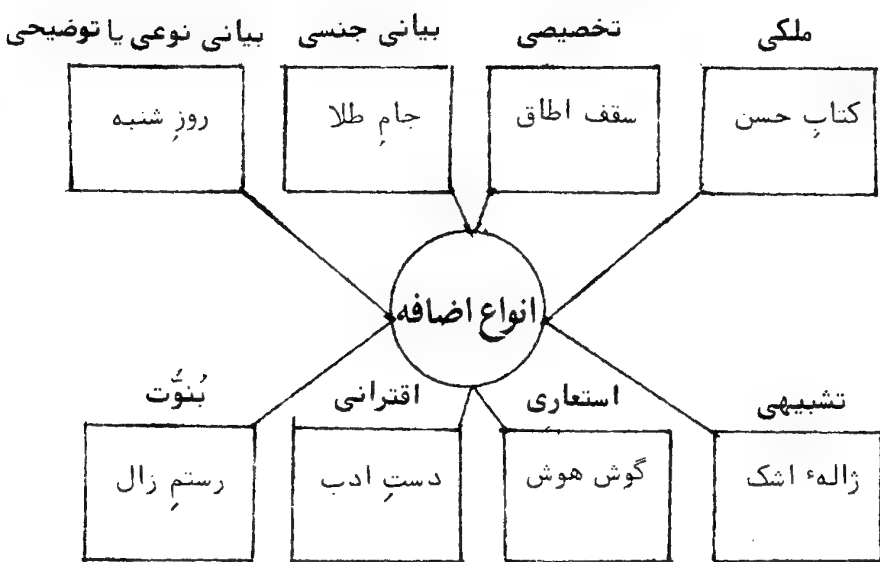 ملکی
تخصیصی
بیانی جنسی
بیانی نوعی یا توضیحی
کتابِ حسن
سقف اطاق
جامِ طلا
روزِ شنبه
انواع اضافه
تشبیهی
استعاری
اقترانی
بُنوُّت
ژالهٔ اشک
گوشِ هوش
دستِ ادب
رستمِ زال